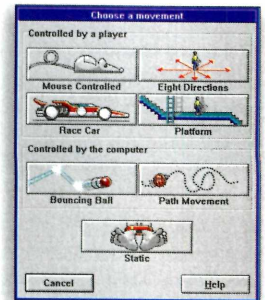 Choose a movement
Controlled by a player
Mouse Controlled
Eight Directions
Race Car
Platform
Controlled by the computer
Bouncing Ball
Path Movement
Static
Cancel
Help